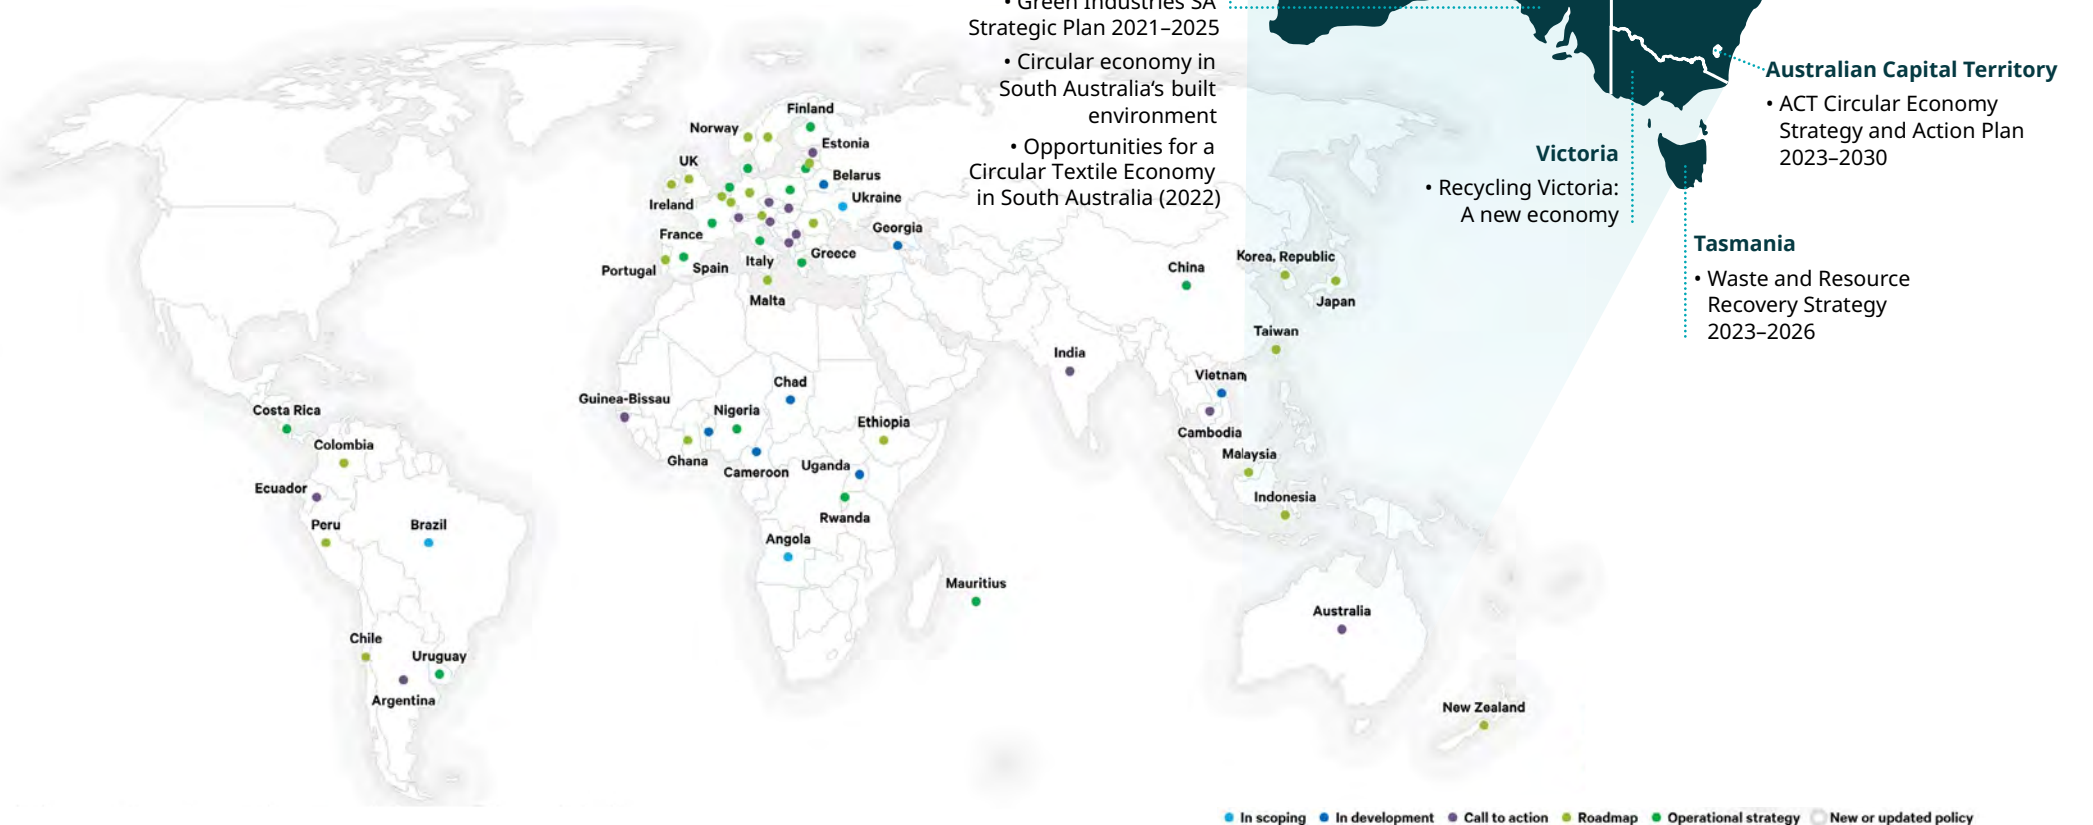 • Green Industries SA
Strategic Plan 2021–2025
• Circular economy in
South Australia‘s built
environment
• Opportunities for a
Circular Textile Economy
in South Australia (2022)
Australian Capital Territory
• ACT Circular Economy
Strategy and Action Plan
2023–2030
Victoria
• Recycling Victoria:
A new economy
Tasmania
• Waste and Resource
Recovery Strategy
2023–2026
Finland
Norway
Estonia
UK
Belarus
Ukraine
Ireland
Georgia
France
Greece
Italy
Spain
Portugal
Malta
China
Korea, Republic
Japan
Taiwan
India
Vietnam
Chad
Guinea-Bissau
Nigeria
Ethiopia
Costa Rica
Cambodia
Colombia
Malaysia
Ghana
Cameroon
Uganda
Ecuador
Indonesia
Rwanda
Peru
Brazil
Angola
Mauritius
Australia
Chile
Uruguay
Argentina
New Zealand
In scoping In development Call to action Roadmap Operational strategy New or updated policy